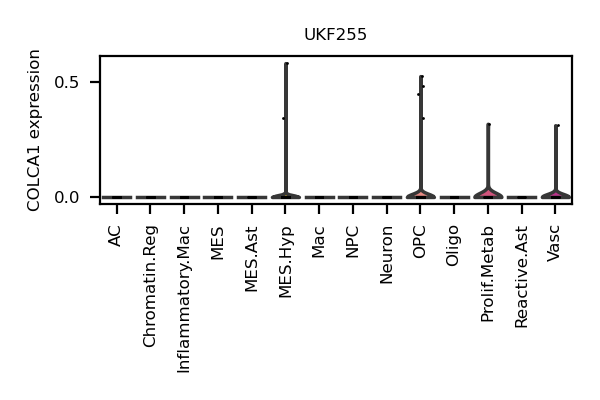 UKF255
COLCA1 expression
0.5
0.0
AC
Chromatin.Reg
Inflammatory.Mac
MES
MES.Ast
MES.Hyp
Mac
NPC
Neuron
OPC
Oligo
Prolif.Metab
Reactive.Ast
Vasc